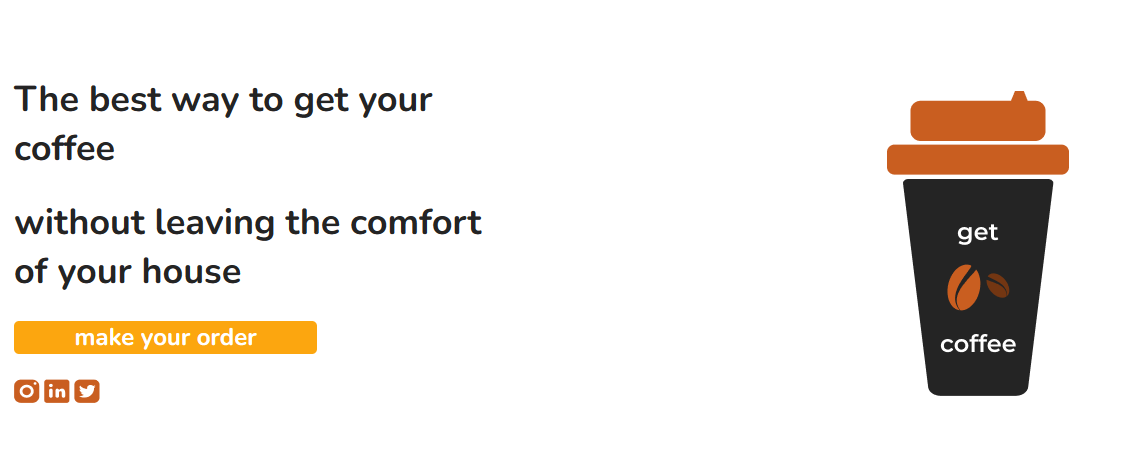 The best way to get your
coffee
without leaving the comfort
of your house
make your order
get
coffee